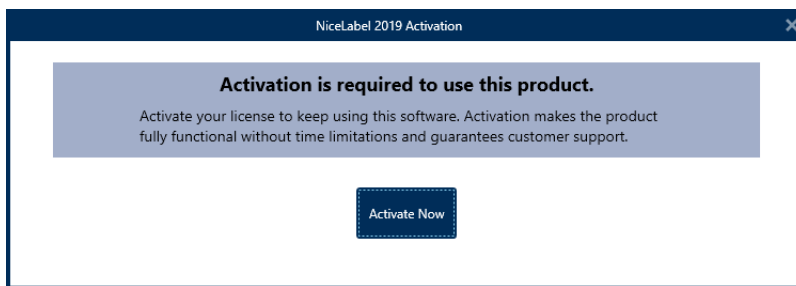 NiceLabel 2019 Activation
Activation is required to use this product.
Activate your license to keep using this software. Activation makes the product
fully functional without time limitations and guarantees customer support.
Activate Now